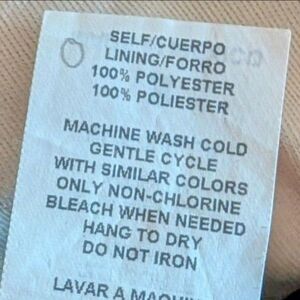 SELF/CUERPO
LINING/FORRO
100% POLYESTER
100% POLIESTER
MACHINE WASH COLD
GENTLE CYCLE
WITH SIMILAR COLORS
ONLY NON-CHLORINE
BLEACH WHEN NEEDED
HANG TO DRY
DO NOT IRON
LAVAR A